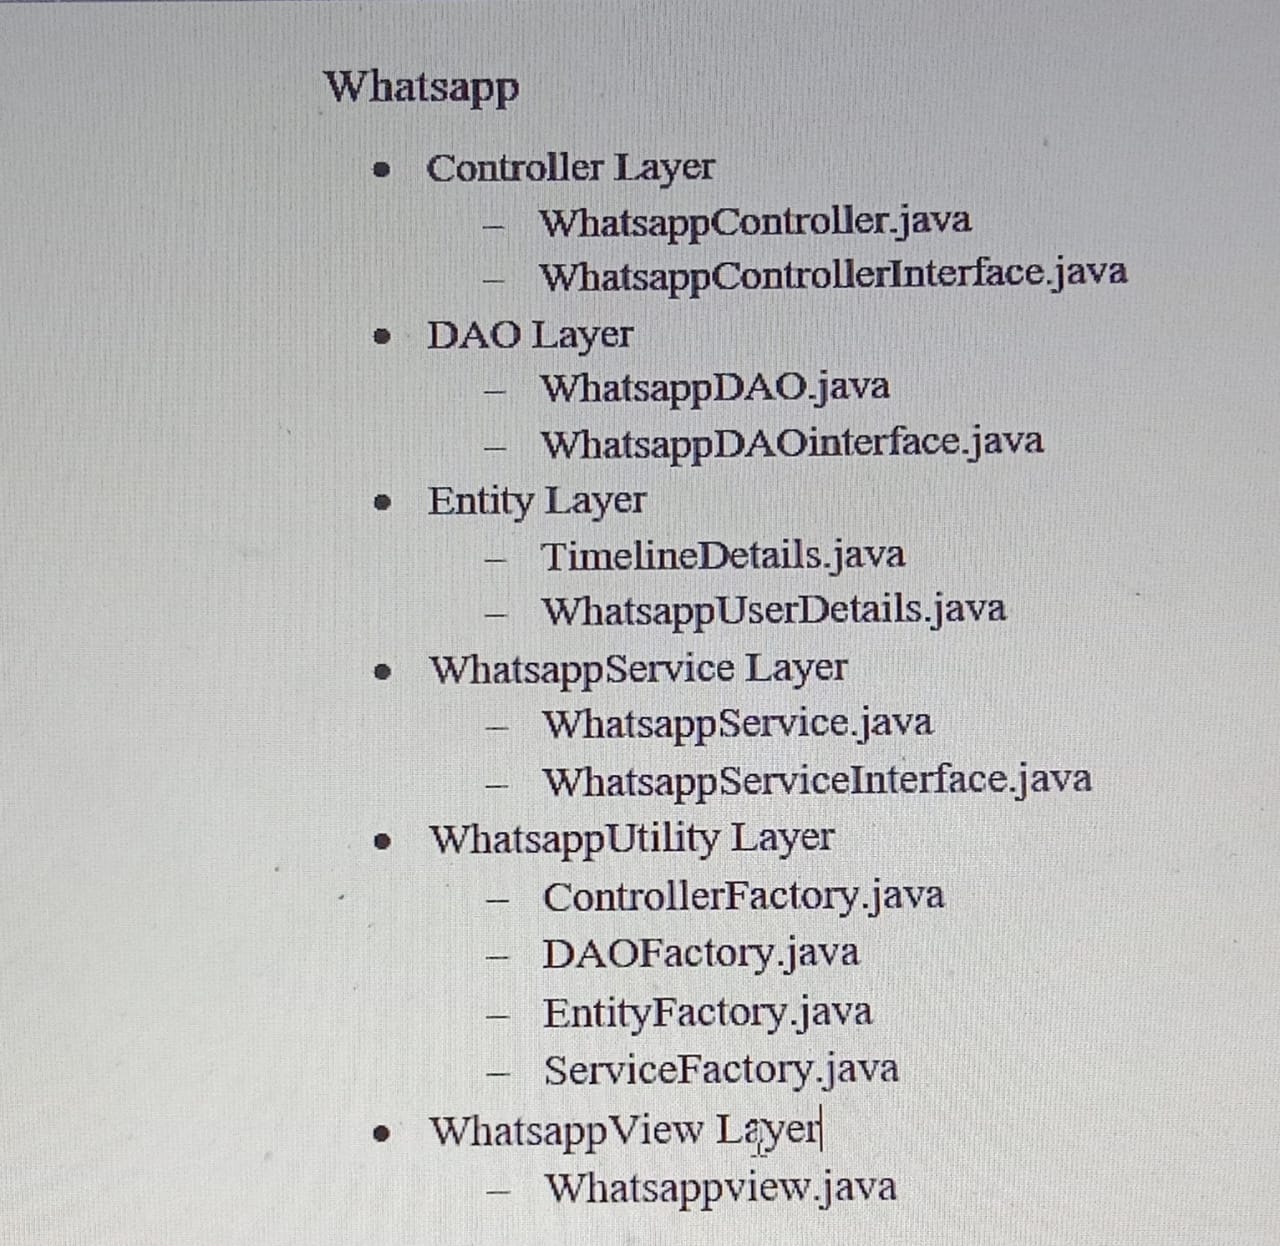 Whatsapp
• Controller Layer
– WhatsappController.java
– WhatsappControllerInterface.java
• DAO Layer
– WhatsappDAO.java
– WhatsappDAOinterface.java
• Entity Layer
– TimelineDetails.java
– WhatsappUserDetails.java
• WhatsappService Layer
– WhatsappService.java
– WhatsappServiceInterface.java
• WhatsappUtility Layer
– ControllerFactory.java
– DAOFactory.java
– EntityFactory.java
– ServiceFactory.java
• WhatsappView Layer
– Whatsappview.java